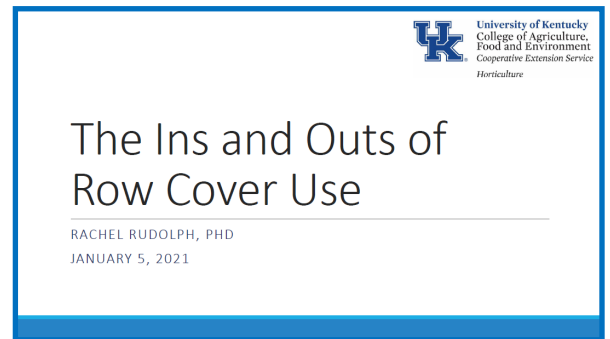 UK
University of Kentucky
College of Agriculture,
Food and Environment
Cooperative Extension Service
Horticulture
The Ins and Outs of
Row Cover Use
RACHEL RUDOLPH, PHD
JANUARY 5, 2021